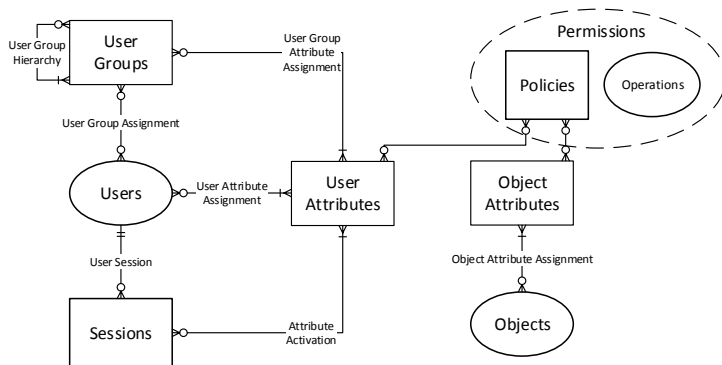 User Group
Hierarchy
User
Groups
User Group
Attribute
Assignment
Permissions
Policies
Operations
User Group Assignment
Users
User Attribute
Assignment
User
Attributes
Object
Attributes
User Session
Object Attribute Assignment
Sessions
Attribute
Activation
Objects